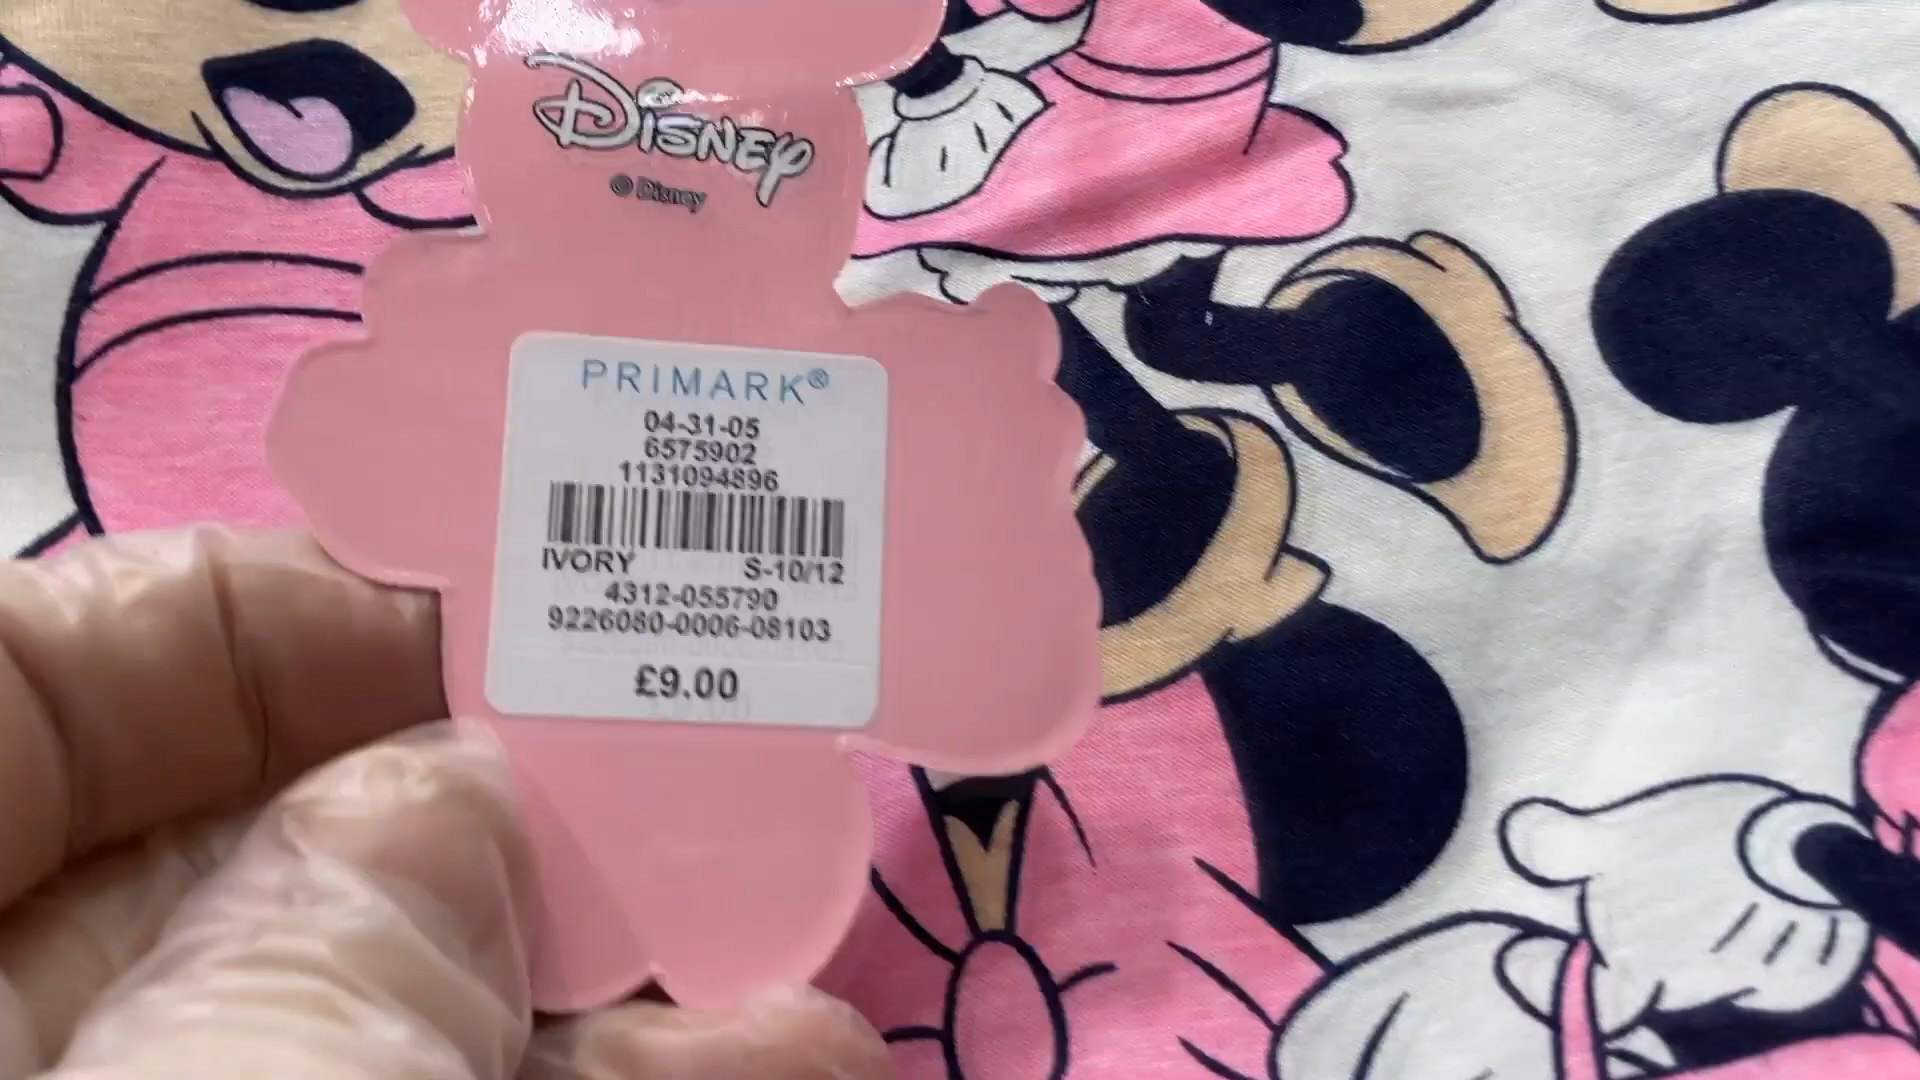 Disney
© Disney
PRIMARK®
04-31-05
6575902
1131094896
IVORY S-10/12
4312-055790
9226080-0006-08103
£9.00